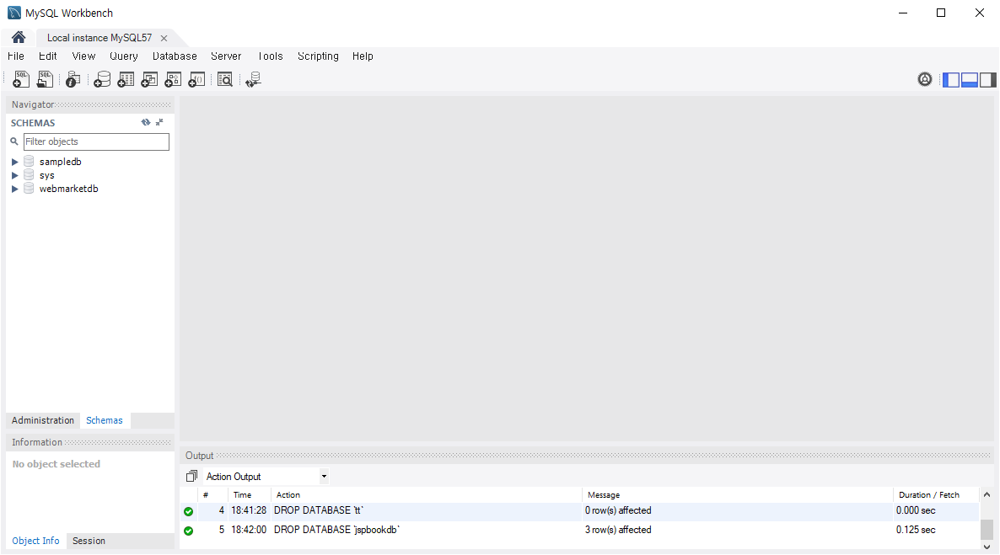 MySQL Workbench
Local instance MySQL57
File Edit View Query Database Server Tools Scripting Help
SQL SQL
Navigator
SCHEMAS
Filter objects
sampledb
sys
webmarketdb
Administration Schemas
Information
No object selected
Object Info Session
Output
Action Output
# Time Action Message Duration / Fetch
4 18:41:28 DROP DATABASE `tt` 0 row(s) affected 0.000 sec
5 18:42:00 DROP DATABASE `jspbookdb` 3 row(s) affected 0.125 sec